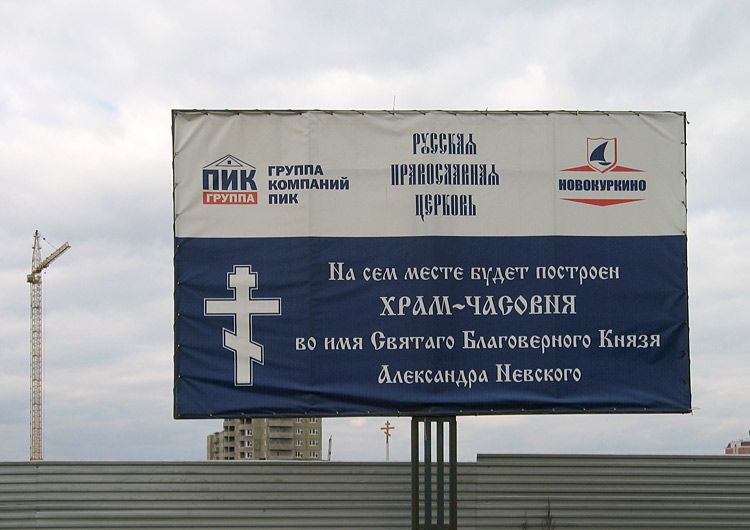 ПИК
ГРУППА
ГРУППА
КОМПАНИЙ
ПИК
РУССКАЯ
ПРАВОСЛАВНАЯ
ЦЕРКОВЬ
НОВОКУРКИНО
На сем месте будет построен
ХРАМ-ЧАСОВНЯ
во имя Святаго Благоверного Князя
Александра Невского